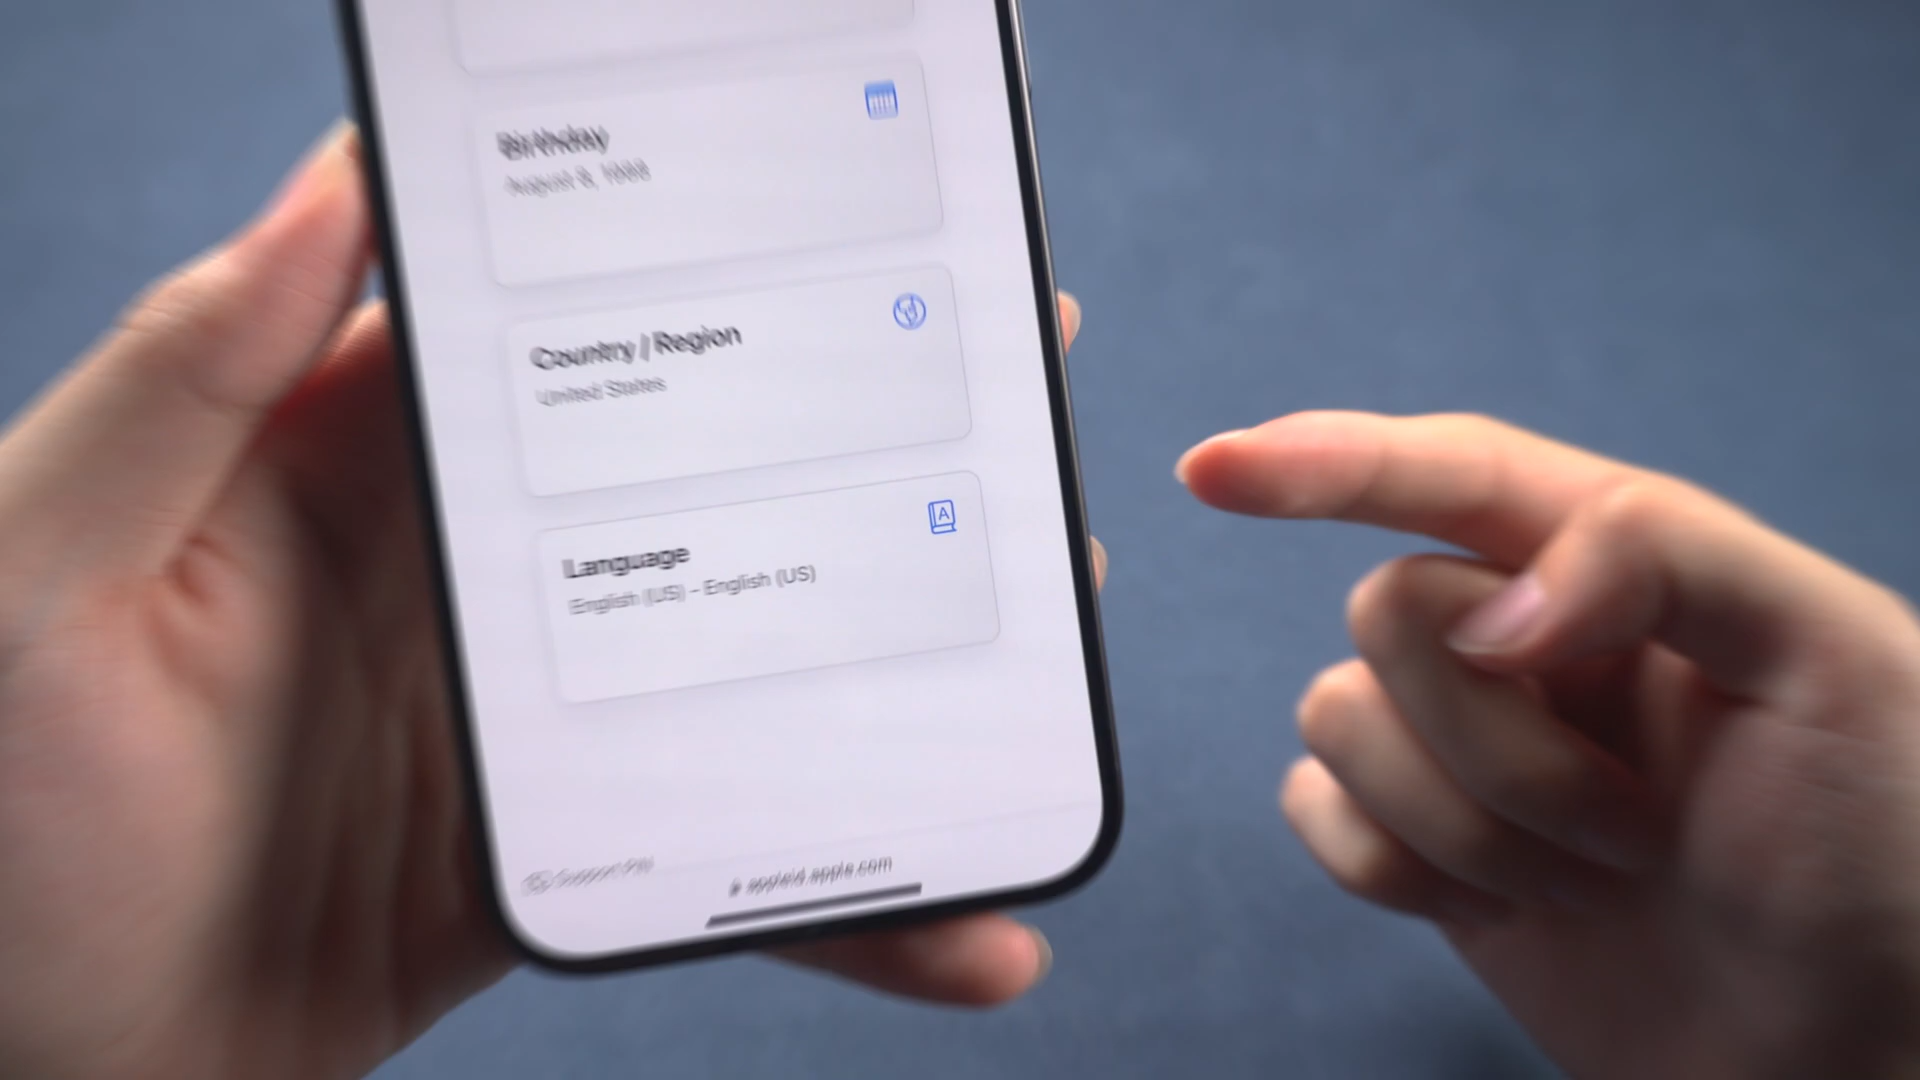 Birthday
August 8, 1988
Country / Region
United States
Language
English (US) – English (US)
appleid.apple.com